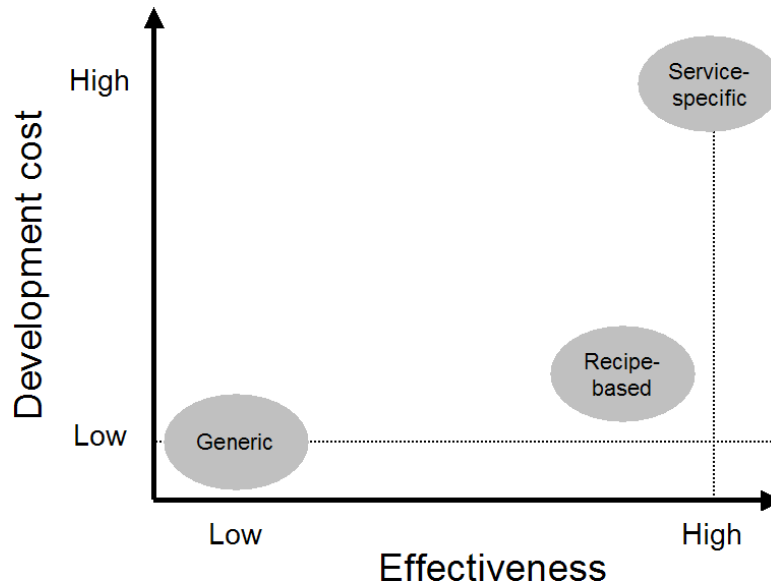 Development cost
High
Low
Service-
specific
Recipe-
based
Generic
Low
High
Effectiveness